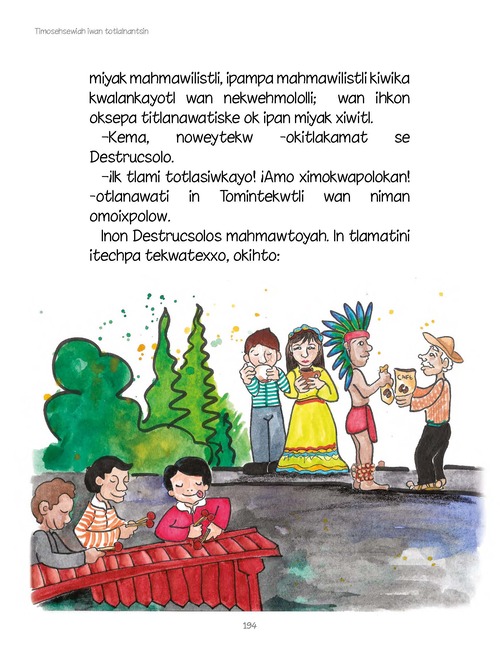 Timosehsewiah iwan totlalnantsin
miyak mahmawilistli, ipampa mahmawilistli kiwika
kwalankayotl wan nekwehmololli; wan ihkon
oksepa titlanawatiske ok ipan miyak xiwitl.
–Kema, noweytekw -okitlakamat se
Destrucsolo.
–ilk tlami totlasiwkayo! ¡Amo ximokwapolokan!
-otlanawati in Tomintekwtli wan niman
omoixpolow.
Inon Destrucsolos mahmawtoyah. In tlamatini
itechpa tekwatexxo, okihto:
CAFÉ
194